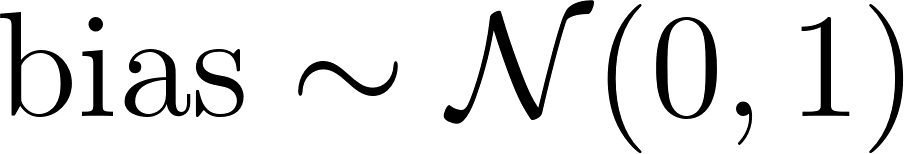 bias ∼ 𝒩(0, 1)